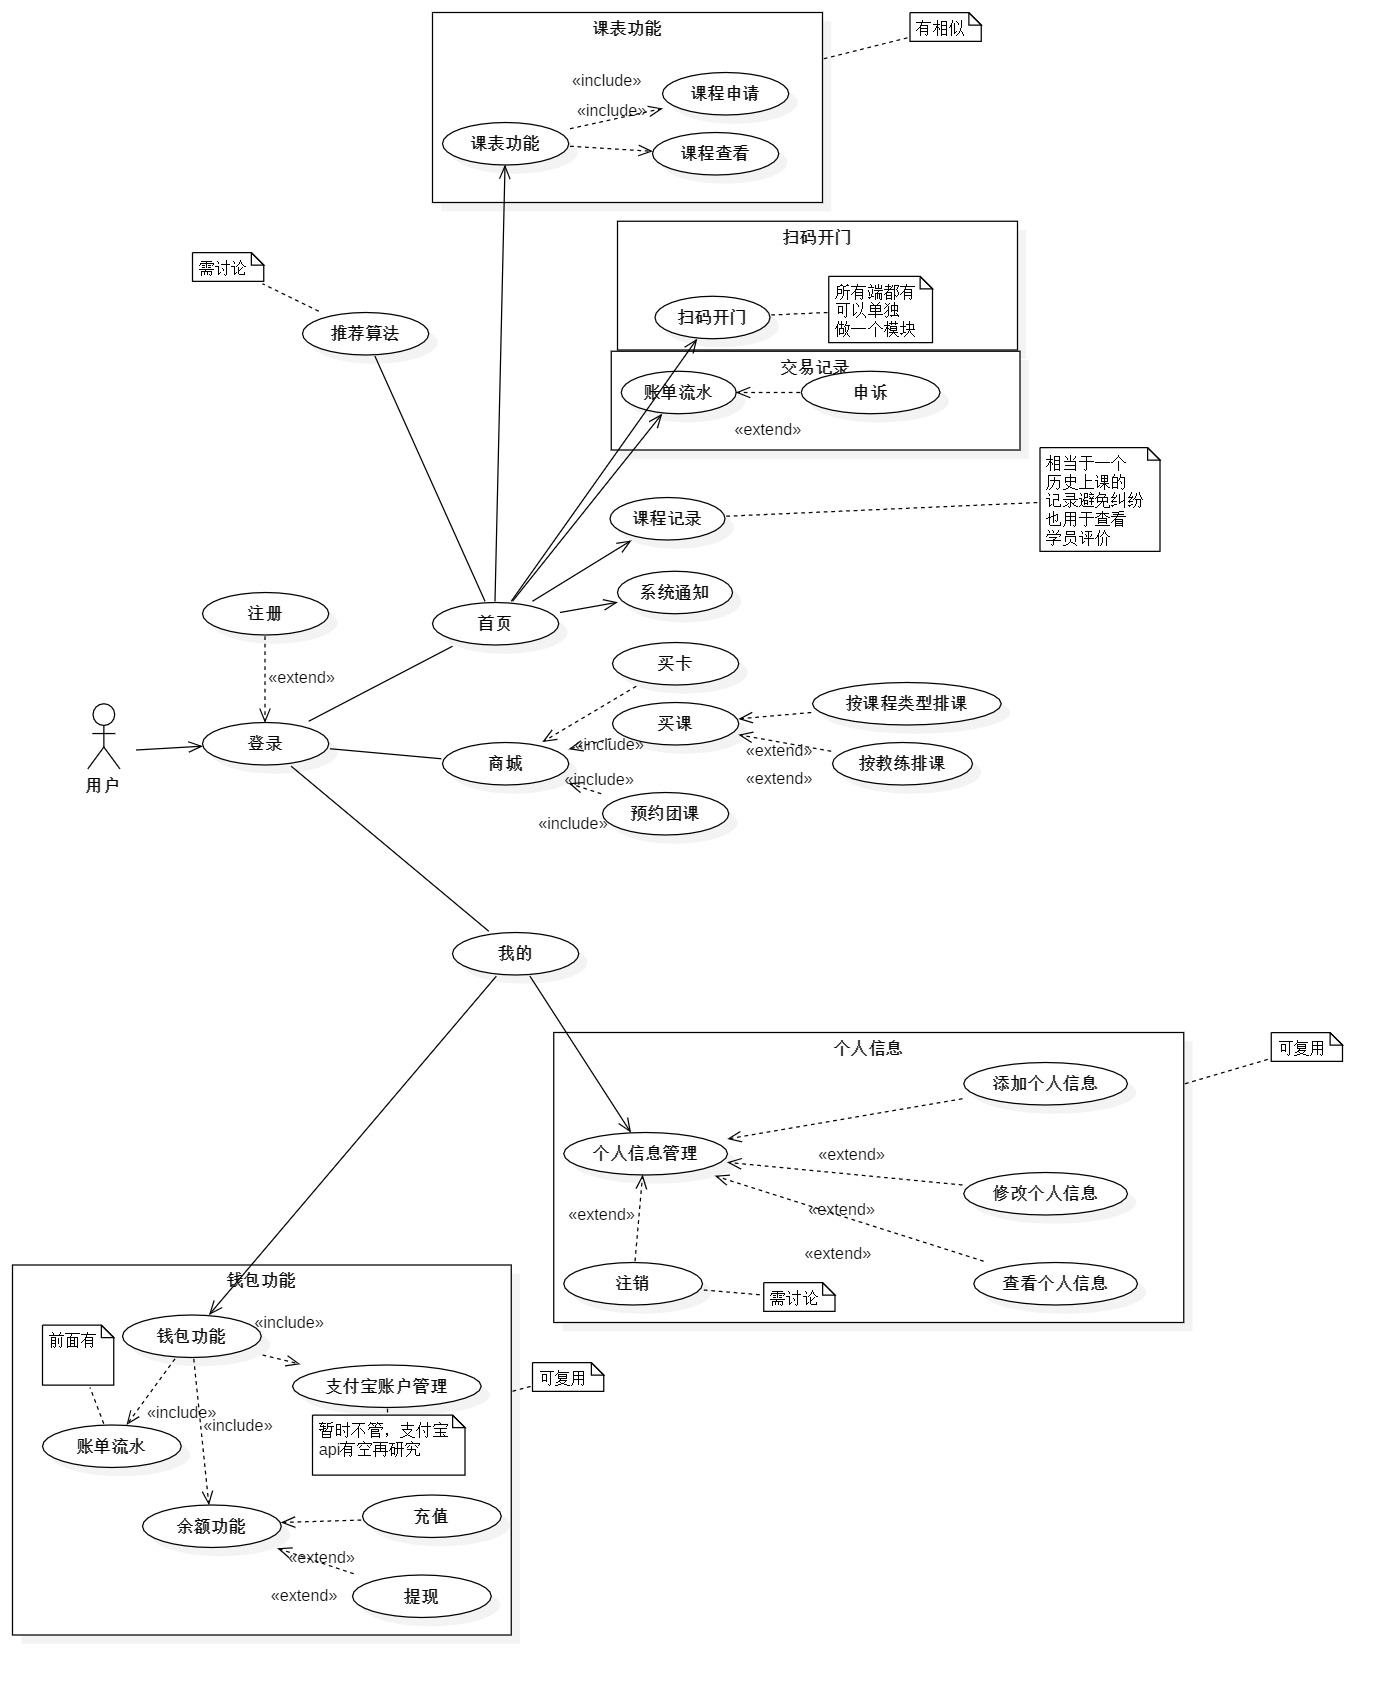 课表功能
有相似
«include»
课程申请
«include»
课表功能
课程查看
扫码开门
需讨论
所有端都有
可以单独
做一个模块
扫码开门
推荐算法
交易记录
账单流水
申诉
«extend»
相当于一个
历史上课的
记录避免纠纷
也用于查看
学员评价
课程记录
系统通知
注册
首页
买卡
«extend»
按课程类型排课
买课
登录
«include»
«extend»
商城
按教练排课
用户
«include»
«extend»
预约团课
«include»
我的
个人信息
可复用
添加个人信息
个人信息管理
«extend»
修改个人信息
«extend»
«extend»
«extend»
注销
查看个人信息
需讨论
钱包功能
«include»
钱包功能
前面有
可复用
支付宝账户管理
«include»
«include»
暂时不管，支付宝
api有空再研究
账单流水
充值
余额功能
«extend»
«extend»
提现